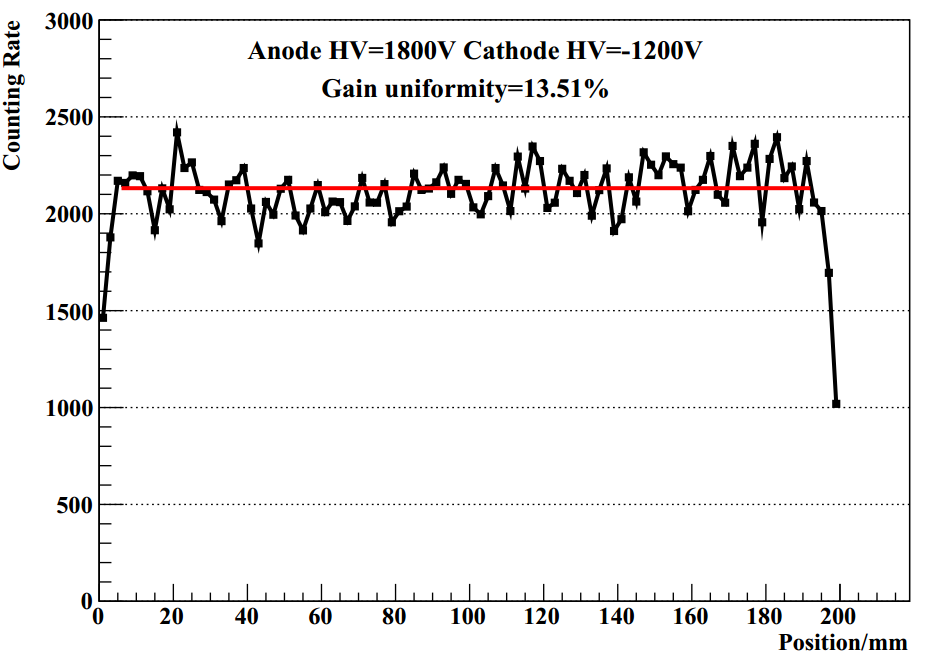 Counting Rate
Anode HV=1800V Cathode HV=-1200V
Gain uniformity=13.51%
3000
2500
2000
1500
1000
500
0
0 20 40 60 80 100 120 140 160 180 200
Position/mm